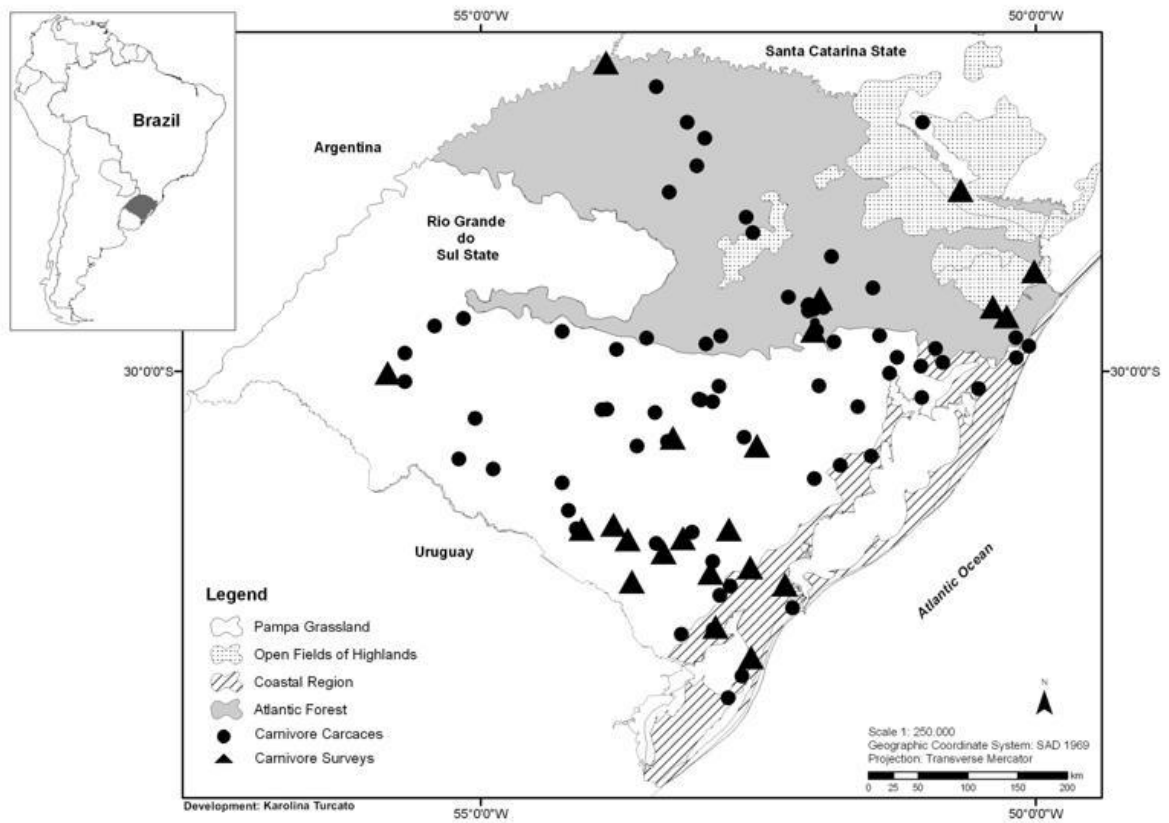 55°0'0"W
50°0'0"W
Santa Catarina State
Brazil
Argentina
Rio Grande
do
Sul State
30°0'0"S
30°0'0"S
Uruguay
Atlantic Ocean
Legend
Pampa Grassland
Open Fields of Highlands
Coastal Region
Atlantic Forest
Carnivore Carcaces
Carnivore Surveys
N
Scale 1: 250.000
Geographic Coordinate System: SAD 1969
Projection: Transverse Mercator
km
0 25 50 100 150 200
Development: Karolina Turcato
55°0'0"W
50°0'0"W